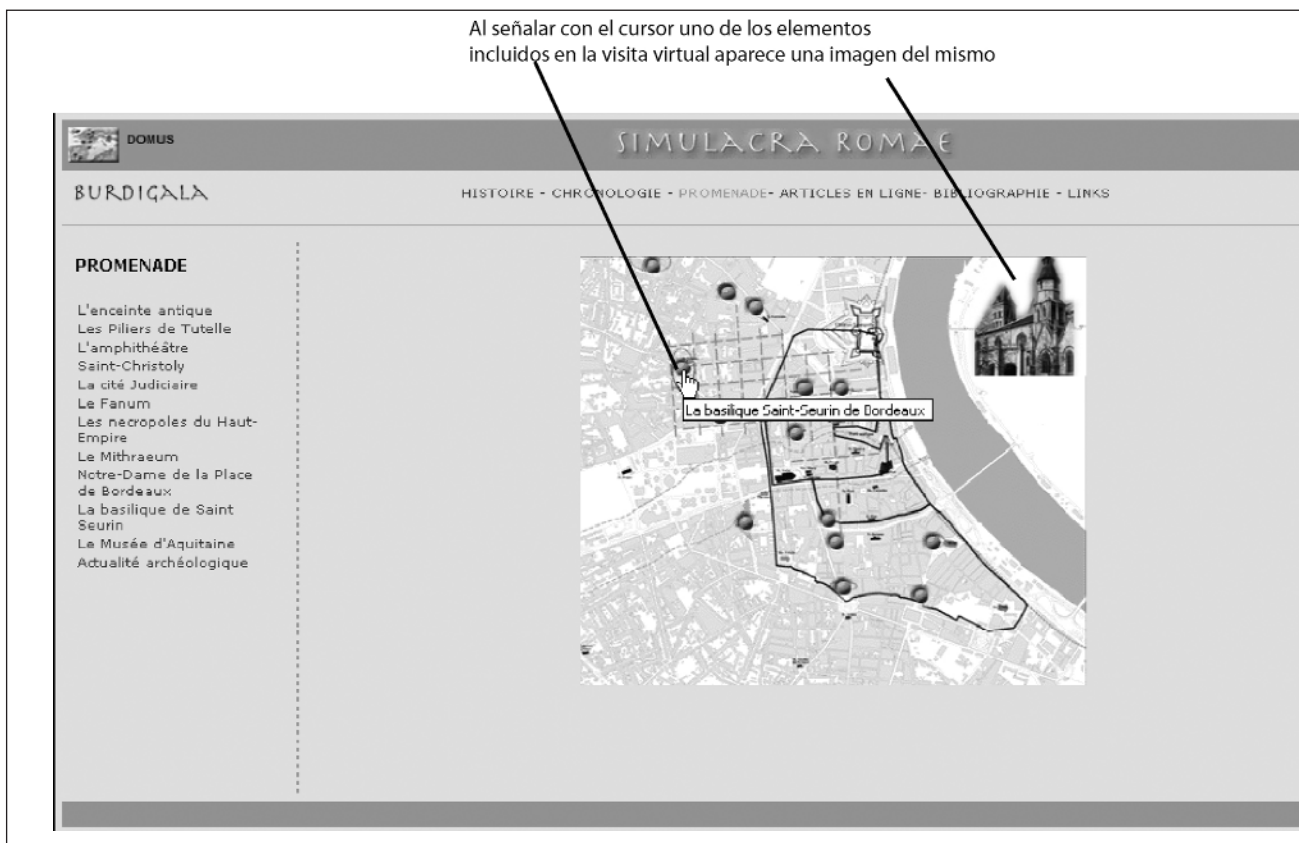 Al señalar con el cursor uno de los elementos
incluidos en la visita virtual aparece una imagen del mismo
DOMUS
SIMULACRA ROMAE
BURDIGALA
HISTOIRE - CHRONOLOGIE - PROMENADE- ARTICLES EN LIGNE- BIBLIOGRAPHIE - LINKS
PROMENADE
L'enceinte antique
Les Piliers de Tutelle
L'amphithéâtre
Saint-Christoly
La cité Judiciaire
Le Fanum
Les necropoles du Haut-
Empire
Le Mithraeum
Notre-Dame de la Place
de Bordeaux
La basilique de Saint
Seurin
Le Musée d'Aquitaine
Actualité archéologique
La basilique Saint-Seurin de Bordeaux